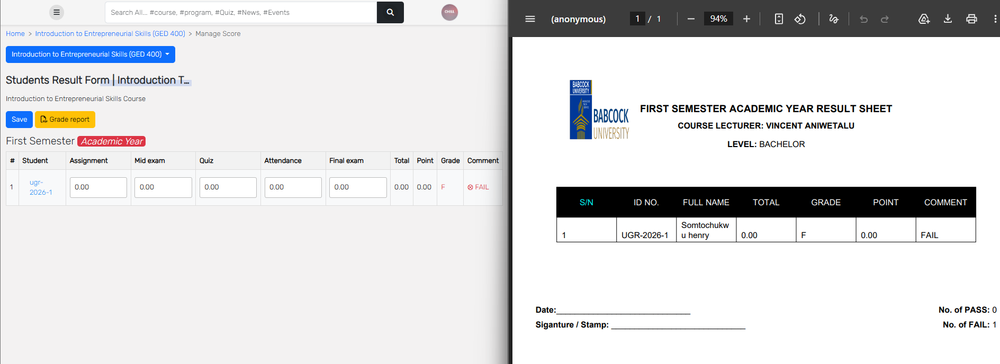 Search All... #course, #program, #Quiz, #News, #Events
CHILL
Home > Introduction to Entrepreneurial Skills (GED 400) > Manage Score
Introduction to Entrepreneurial Skills (GED 400)
Students Result Form | Introduction T...
Introduction to Entrepreneurial Skills Course
Save Grade report
First Semester Academic Year
# Student Assignment Mid exam Quiz Attendance Final exam Total Point Grade Comment
1 ugr-2026-1 0.00 0.00 0.00 0.00 0.00 0.00 0.00 F FAIL
(anonymous) 1 / 1 94%
BABCOCK
UNIVERSITY
BABCOCK
UNIVERSITY
FIRST SEMESTER ACADEMIC YEAR RESULT SHEET
COURSE LECTURER: VINCENT ANIWETALU
LEVEL: BACHELOR
S/N ID NO. FULL NAME TOTAL GRADE POINT COMMENT
1 UGR-2026-1 Somtochukwu henry 0.00 F 0.00 FAIL
Date: No. of PASS: 0
Siganture / Stamp: No. of FAIL: 1